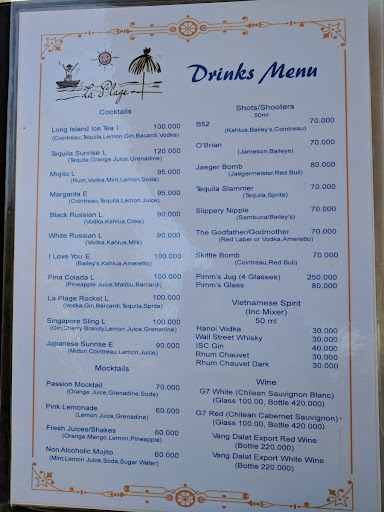 La Plage
Drinks Menu
Cocktails
Long Island Ice Tea I 100.000
(Cointreau,Tequila,Lemon,Gin,Bacardi,Vodka)
Tequila Sunrise L 120.000
(Tequila,Orange Juice,Grenadine)
Mojito L 95.000
(Rum,Vodka,Mint,Lemon,Soda)
Margarita E 95.000
(Cointreau,Tequila,Lemon Juice)
Black Russian L 90.000
(Vodka,Kahlua,Coke)
White Russian L 90.000
(Vodka,Kahlua,Milk)
I Love You E 100.000
(Bailey's,Kahlua,Ameretto)
Pina Colada L 100.000
(Pineapple Juice,Malibu,Barcardi)
La Plage Rocket L 100.000
(Vodka,Gin,Barcardi,Tequila,Sprite)
Singapore Sling L 100.000
(Gin,Charry Brandy,Lemon Juice,Grenadine)
Japanese Sunrise E 90.000
(Midori,Cointreau,Lemon Juice)
Mocktails
Passion Mocktail 70.000
(Orange Juice,Grenadine,Soda)
Pink Lemonade 60.000
(Lemon Juice,Grenadine)
Fresh Juices/Shakes 60.000
(Orange,Mango,Lemon,Pineapple)
Non Alcoholic Mojito 60.000
(Mint,Lemon Juice,Soda,Sugar Water)
Shots/Shooters
50ml
B52 70.000
(Kahlua,Bailey's,Cointreau)
O'Brian 70.000
(Jameson,Baileys)
Jaeger Bomb 80.000
(Jaegermeister,Red Bull)
Tequila Slammer 70.000
(Tequila,Sprite)
Slippery Nipple 70.000
(Sambuca/Bailey's)
The Godfather/Godmother 70.000
(Red Label or Vodka,Ameretto)
Skittle Bomb 70.000
(Cointreau,Red Bull)
Pimm's Jug (4 Glasses) 250.000
Pimm's Glass 80.000
Vietnamese Spirit
(Inc Mixer)
50 ml
Hanoi Vodka 30.000
Wall Street Whisky 30.000
ISC Gin 40.000
Rhum Chauvet 30.000
Rhum Chauvet Dark 30.000
Wine
G7 White (Chilean Sauvignon Blanc)
(Glass 100.00, Bottle 420.000)
G7 Red (Chilean Cabernet Sauvignon)
(Glass 100.00, Bottle 420.000)
Vang Dalat Export Red Wine
(Bottle 220.000)
Vang Dalat Export White Wine
(Bottle 220.000)